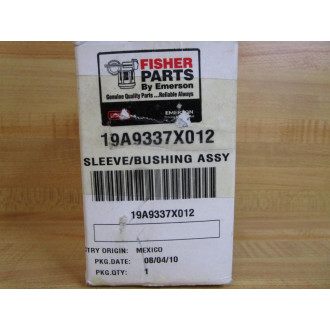 FISHER
PARTS
By Emerson
Genuine Quality Parts ...Reliable Always
EMERSON
19A9337X012
SLEEVE/BUSHING ASSY
19A9337X012
TRY ORIGIN: MEXICO
PKG.DATE: 08/04/10
PKG.QTY: 1